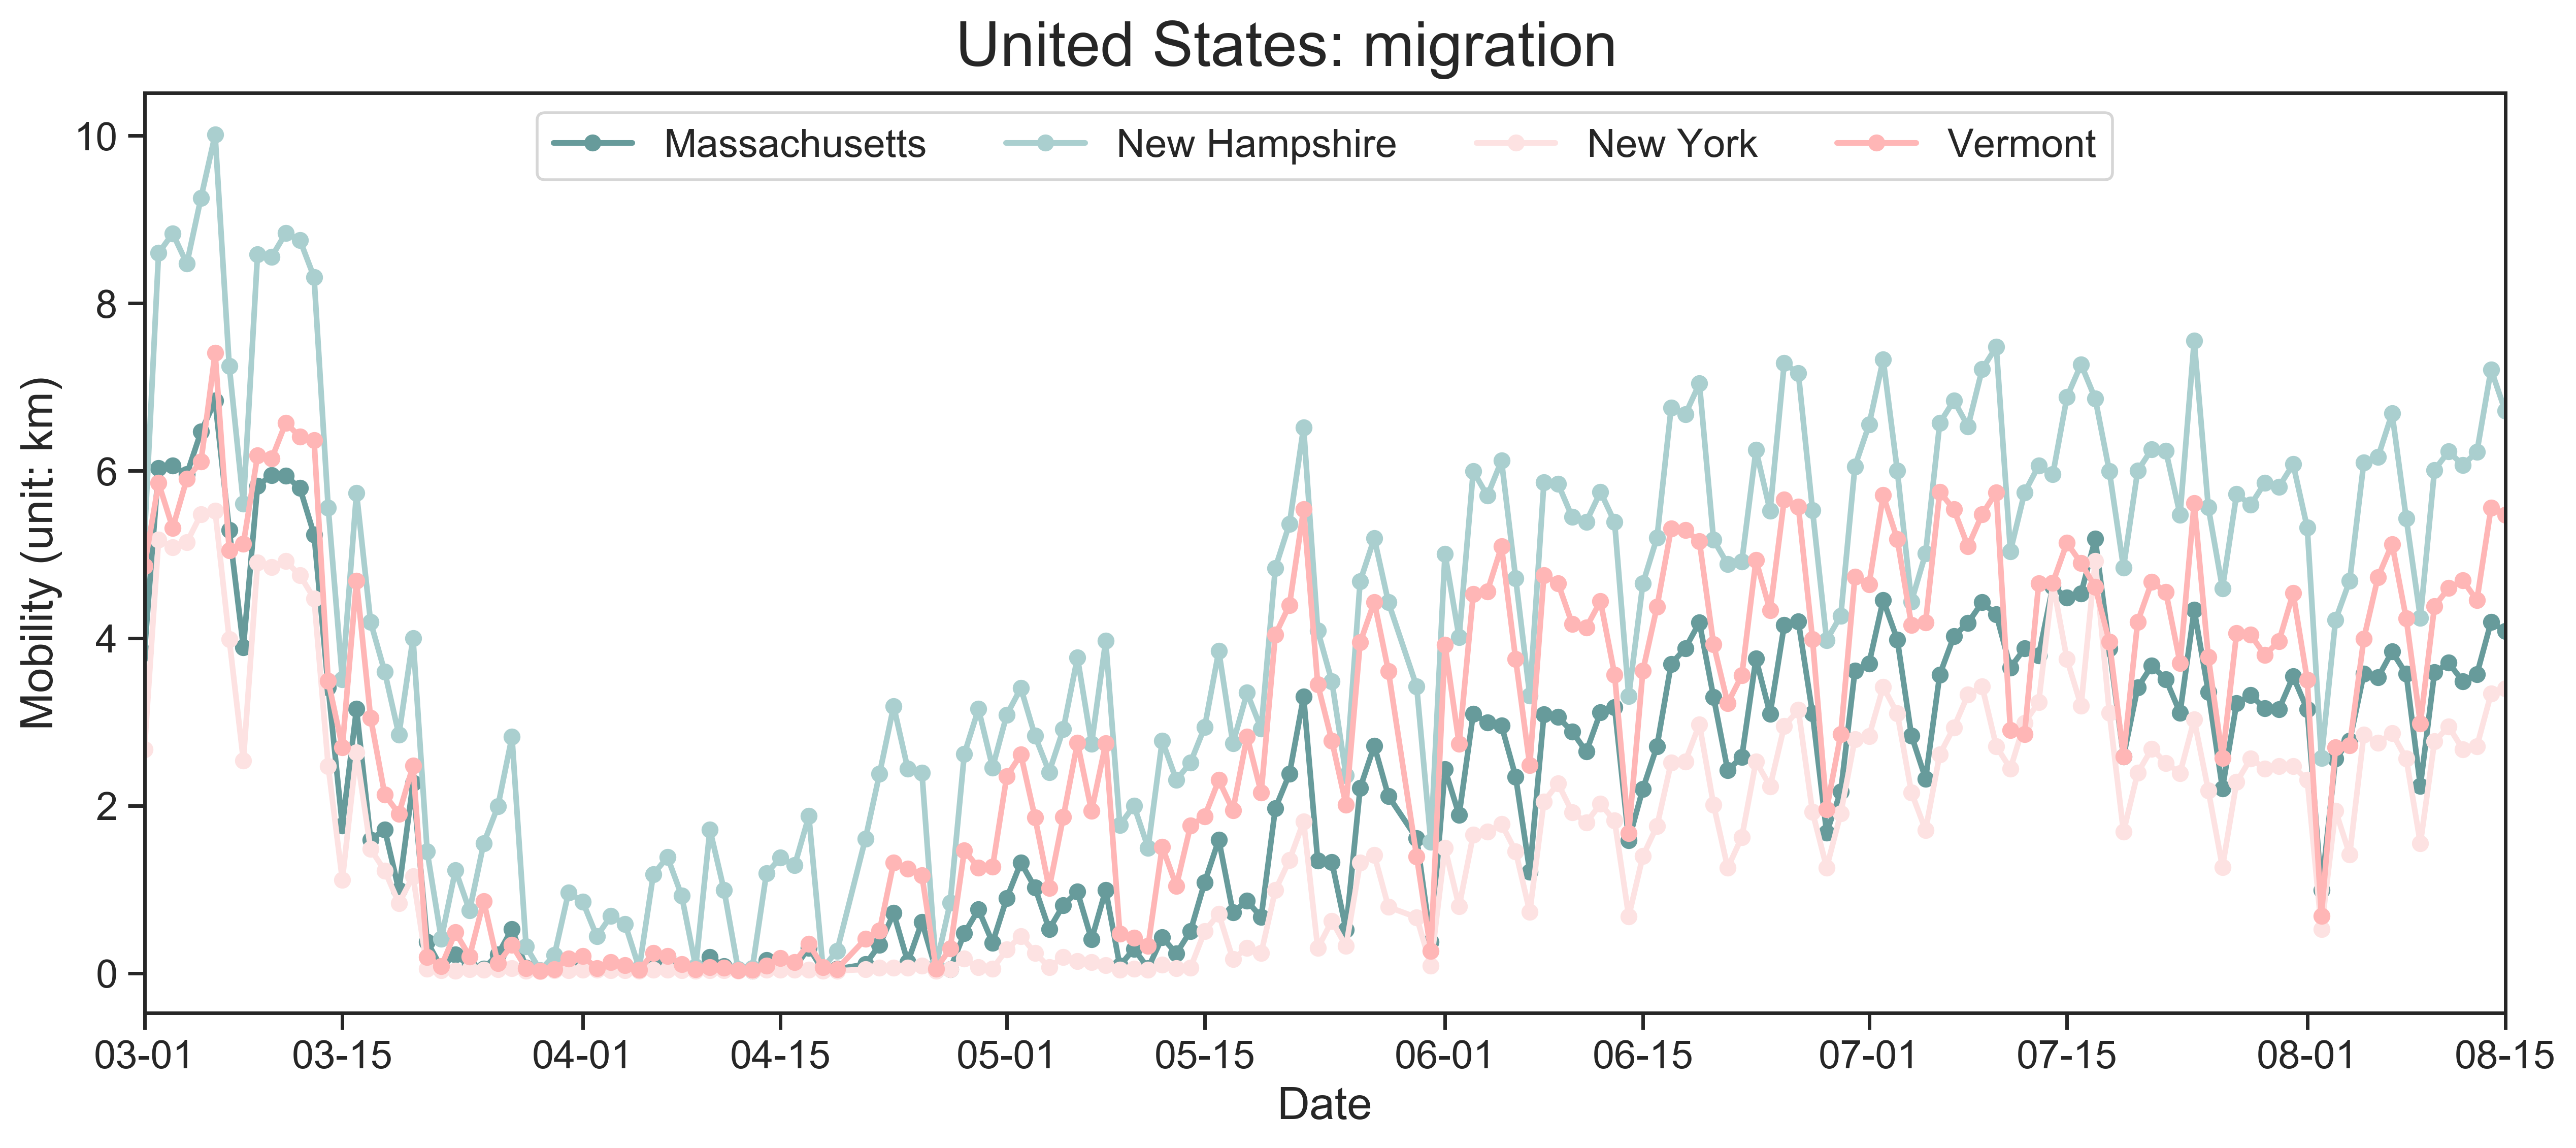 United States: migration
Massachusetts New Hampshire New York Vermont
10
8
6
4
2
0
Mobility (unit: km)
03-01 03-15 04-01 04-15 05-01 05-15 06-01 06-15 07-01 07-15 08-01 08-15
Date